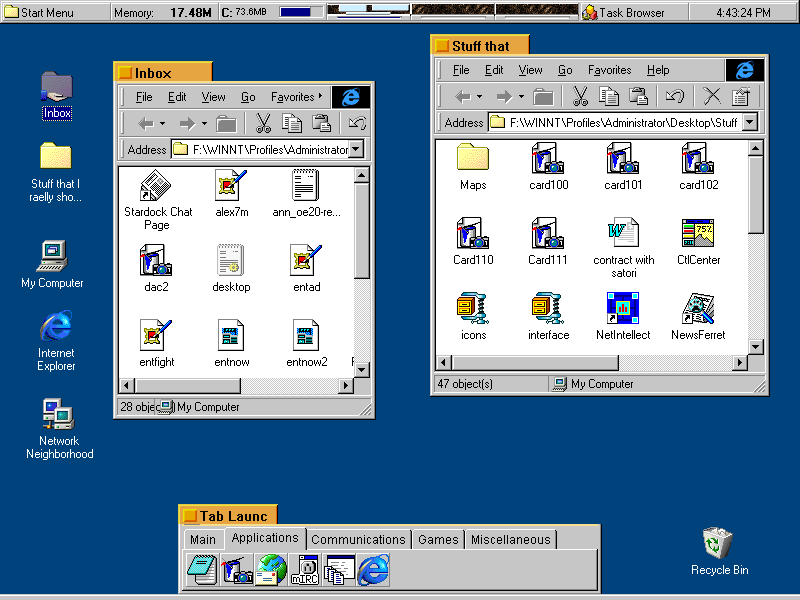 Start Menu
Memory: 17.48M
C: 73.6MB
Task Browser
4:43:24 PM
Inbox
Stuff that I
raelly sho...
My Computer
Internet
Explorer
Network
Neighborhood
Inbox
File Edit View Go Favorites
Address F:\WINNT\Profiles\Administrator
Stardock Chat
Page
alex7m
ann_oe20-re...
dac2
desktop
entad
entfight
entnow
entnow2
28 objec
My Computer
Stuff that
File Edit View Go Favorites Help
Address F:\WINNT\Profiles\Administrator\Desktop\Stuff
Maps
card100
card101
card102
Card110
Card111
contract with
satori
75%
CtlCenter
icons
interface
NetIntellect
NewsFerret
47 object(s)
My Computer
Tab Launc
Main Applications Communications Games Miscellaneous
mIRC
Recycle Bin